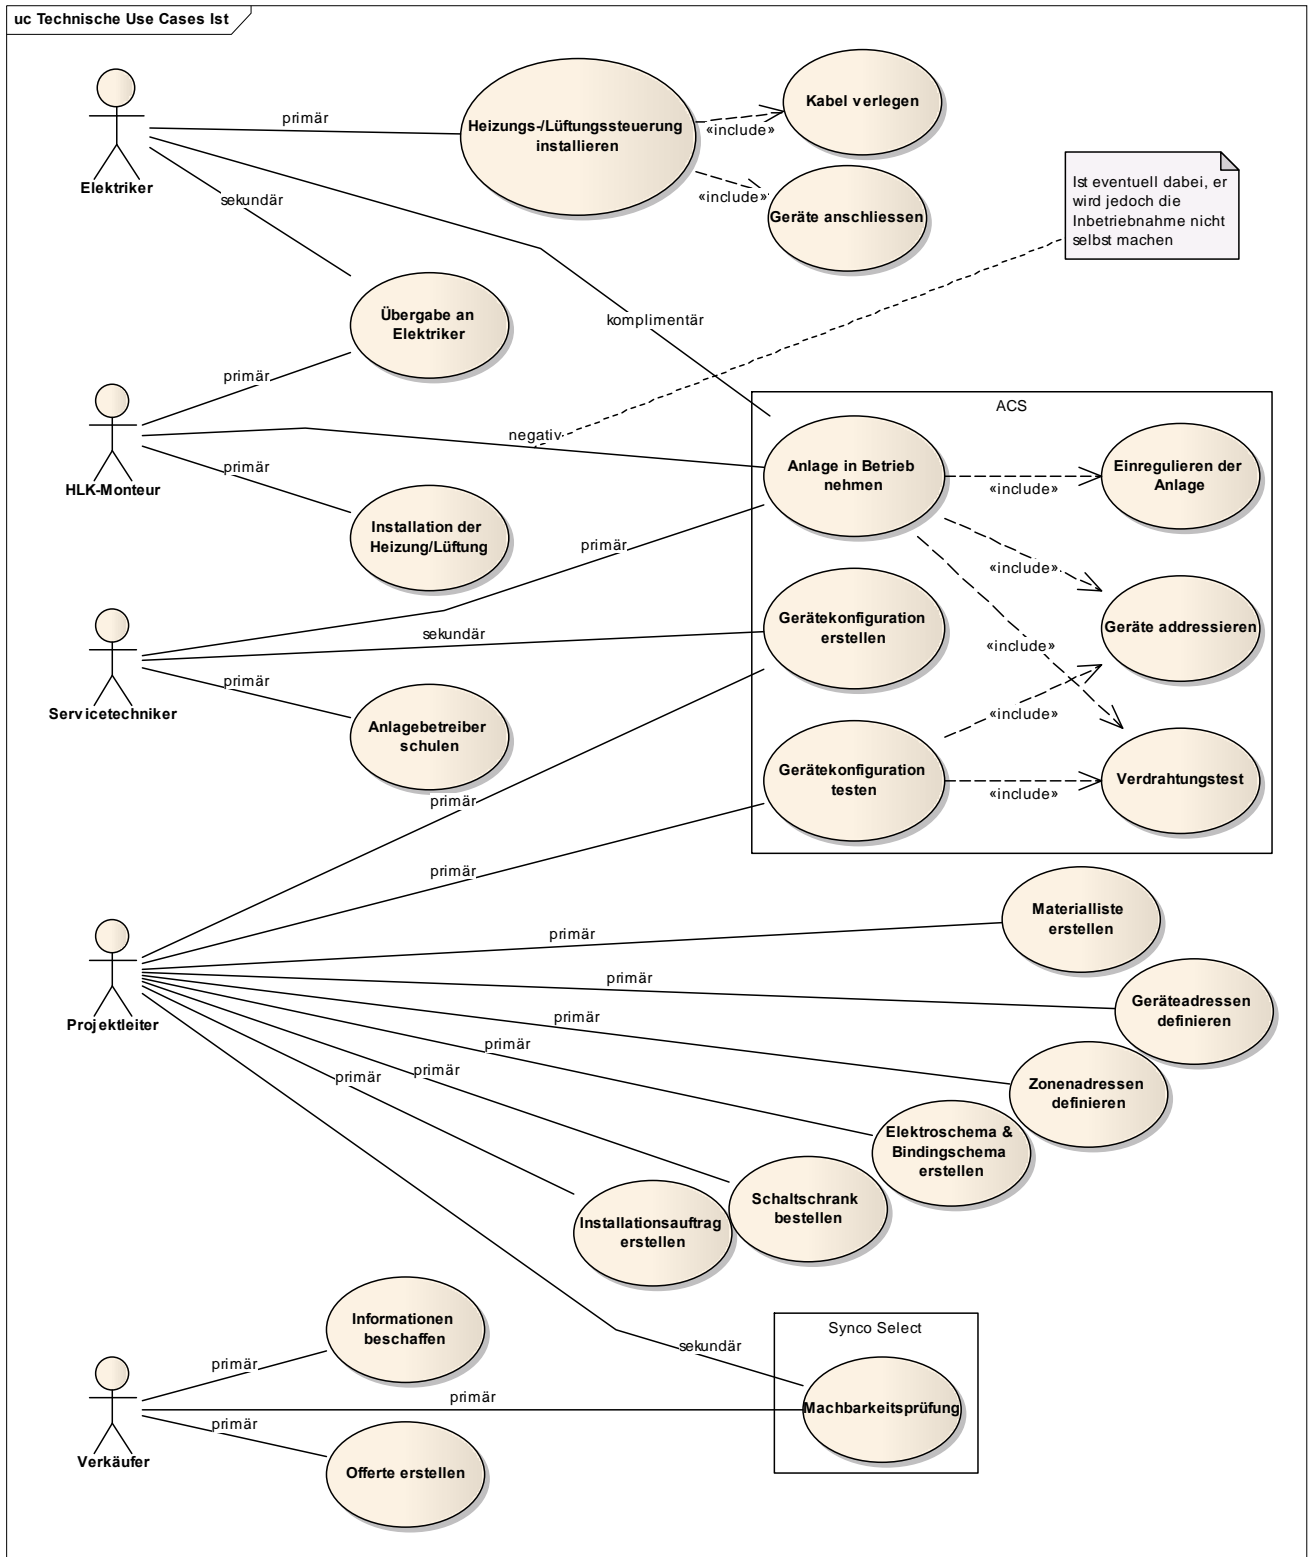 uc Technische Use Cases Ist
Elektriker
primär
Heizungs-/Lüftungssteuerung
installieren
«include»
Kabel verlegen
«include»
Geräte anschliessen
Ist eventuell dabei, er
wird jedoch die
Inbetriebnahme nicht
selbst machen
sekundär
komplimentär
Übergabe an
Elektriker
HLK-Monteur
primär
negativ
primär
Installation der
Heizung/Lüftung
ACS
Anlage in Betrieb
nehmen
«include»
Einregulieren der
Anlage
«include»
Geräte addressieren
«include»
Gerätekonfiguration
erstellen
Gerätekonfiguration
testen
«include»
«include»
Verdrahtungstest
Servicetechniker
primär
sekundär
primär
Anlagebetreiber
schulen
Projektleiter
primär
primär
primär
Materialliste
erstellen
primär
Geräteadressen
definieren
primär
Zonenadressen
definieren
primär
Elektroschema &
Bindingschema
erstellen
primär
Schaltschrank
bestellen
primär
Installationsauftrag
erstellen
sekundär
Synco Select
Machbarkeitsprüfung
Verkäufer
primär
Informationen
beschaffen
primär
primär
Offerte erstellen